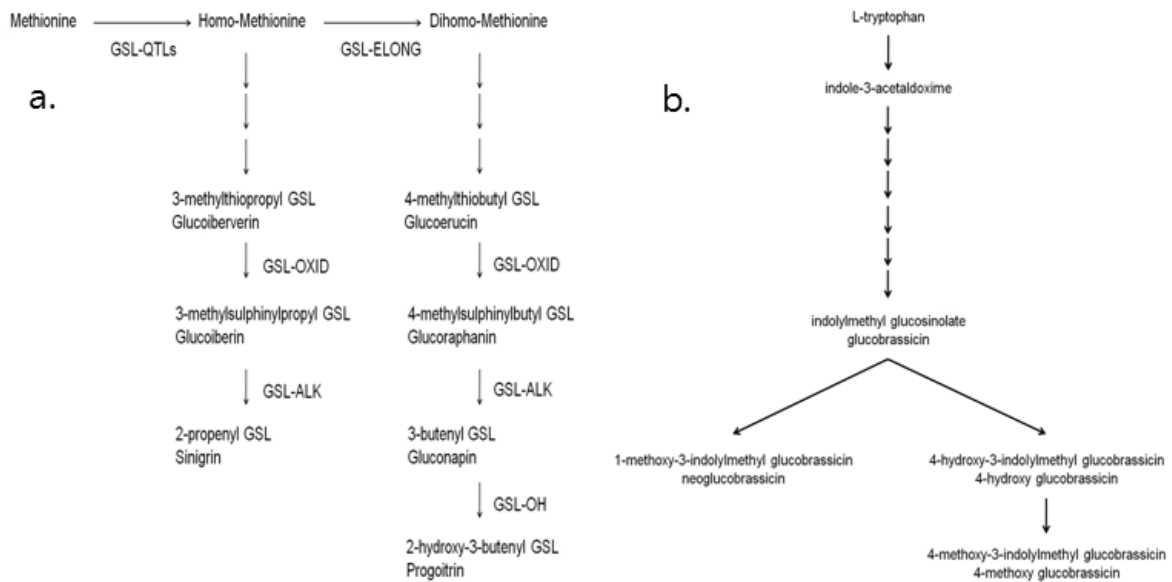 Methionine
Homo-Methionine
Dihomo-Methionine
GSL-QTLs
GSL-ELONG
a.
3-methylthiopropyl GSL
Glucoiberverin
4-methylthiobutyl GSL
Glucoerucin
GSL-OXID
GSL-OXID
3-methylsulphinylpropyl GSL
Glucoiberin
4-methylsulphinylbutyl GSL
Glucoraphanin
GSL-ALK
GSL-ALK
2-propenyl GSL
Sinigrin
3-butenyl GSL
Gluconapin
GSL-OH
2-hydroxy-3-butenyl GSL
Progoitrin
b.
L-tryptophan
indole-3-acetaldoxime
indolylmethyl glucosinolate
glucobrassicin
1-methoxy-3-indolylmethyl glucobrassicin
neoglucobrassicin
4-hydroxy-3-indolylmethyl glucobrassicin
4-hydroxy glucobrassicin
4-methoxy-3-indolylmethyl glucobrassicin
4-methoxy glucobrassicin